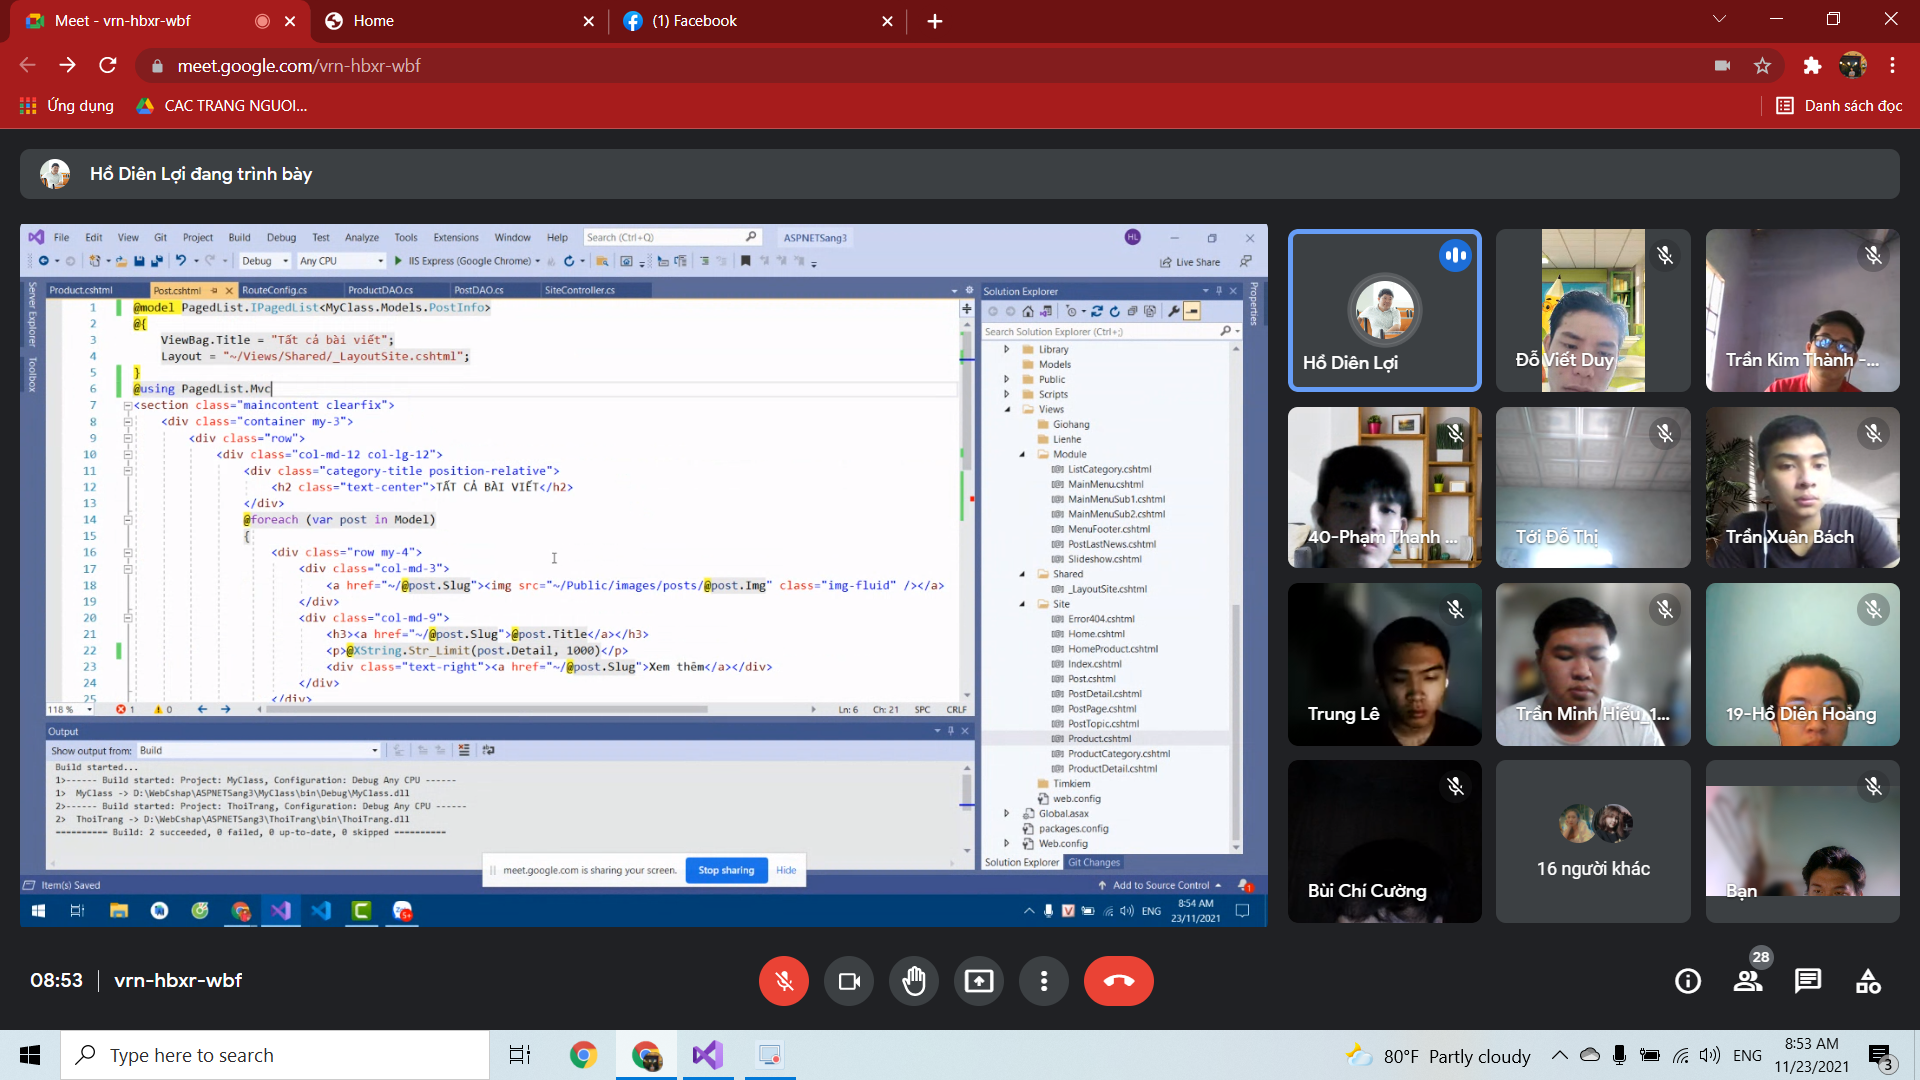 Meet - vrn-hbxr-wbf
Home
(1) Facebook
meet.google.com/vrn-hbxr-wbf
Ứng dụng
CAC TRANG NGUOI...
Danh sách đọc
Hồ Diên Lợi đang trình bày
File Edit View Git Project Build Debug Test Analyze Tools Extensions Window Help Search (Ctrl+Q) ASPNETSang3 HL
Debug Any CPU IIS Express (Google Chrome) Live Share
Server Explorer
Toolbox
Product.cshtml Post.cshtml RouteConfig.cs ProductDAO.cs PostDAO.cs SiteController.cs
1 @model PagedList.IPagedList<MyClass.Models.PostInfo>
2 @{
3 ViewBag.Title = "Tất cả bài viết";
4 Layout = "~/Views/Shared/_LayoutSite.cshtml";
5 }
6 @using PagedList.Mvc
7 <section class="maincontent clearfix">
8 <div class="container my-3">
9 <div class="row">
10 <div class="col-md-12 col-lg-12">
11 <div class="category-title position-relative">
12 <h2 class="text-center">TẤT CẢ BÀI VIẾT</h2>
13 </div>
14 @foreach (var post in Model)
15 {
16 <div class="row my-4">
17 <div class="col-md-3">
18 <a href="~/@post.Slug"><img src="~/Public/images/posts/@post.Img" class="img-fluid" /></a>
19 </div>
20 <div class="col-md-9">
21 <h3><a href="~/@post.Slug">@post.Title</a></h3>
22 <p>@XString.Str_Limit(post.Detail, 1000)</p>
23 <div class="text-right"><a href="~/@post.Slug">Xem thêm</a></div>
24 </div>
25 </div>
118 % 1 0 Ln: 6 Ch: 21 SPC CRLF
Output
Show output from: Build
Build started...
1>------ Build started: Project: MyClass, Configuration: Debug Any CPU ------
1> MyClass -> D:\WebCshap\ASPNETSang3\MyClass\bin\Debug\MyClass.dll
2>------ Build started: Project: ThoiTrang, Configuration: Debug Any CPU ------
2> ThoiTrang -> D:\WebCshap\ASPNETSang3\ThoiTrang\bin\ThoiTrang.dll
========== Build: 2 succeeded, 0 failed, 0 up-to-date, 0 skipped ==========
meet.google.com is sharing your screen. Stop sharing Hide
Item(s) Saved
Add to Source Control 1
Solution Explorer
Search Solution Explorer (Ctrl+;)
Library
Models
Public
Scripts
Views
Giohang
Lienhe
Module
ListCategory.cshtml
MainMenu.cshtml
MainMenuSub1.cshtml
MainMenuSub2.cshtml
MenuFooter.cshtml
PostLastNews.cshtml
Slideshow.cshtml
Shared
_LayoutSite.cshtml
Site
Error404.cshtml
Home.cshtml
HomeProduct.cshtml
Index.cshtml
Post.cshtml
PostDetail.cshtml
PostPage.cshtml
PostTopic.cshtml
Product.cshtml
ProductCategory.cshtml
ProductDetail.cshtml
Timkiem
web.config
Global.asax
packages.config
Web.config
Solution Explorer Git Changes
Properties
ENG
8:54 AM
23/11/2021
Hồ Diên Lợi
Đỗ Viết Duy
Trần Kim Thành -...
40-Phạm Thanh ...
Tới Đỗ Thị
Trần Xuân Bách
Trung Lê
Trần Minh Hiếu_1...
19-Hồ Diên Hoàng
Bùi Chí Cường
16 người khác
Bạn
08:53
vrn-hbxr-wbf
28
Type here to search
80°F Partly cloudy
ENG
8:53 AM
11/23/2021
3